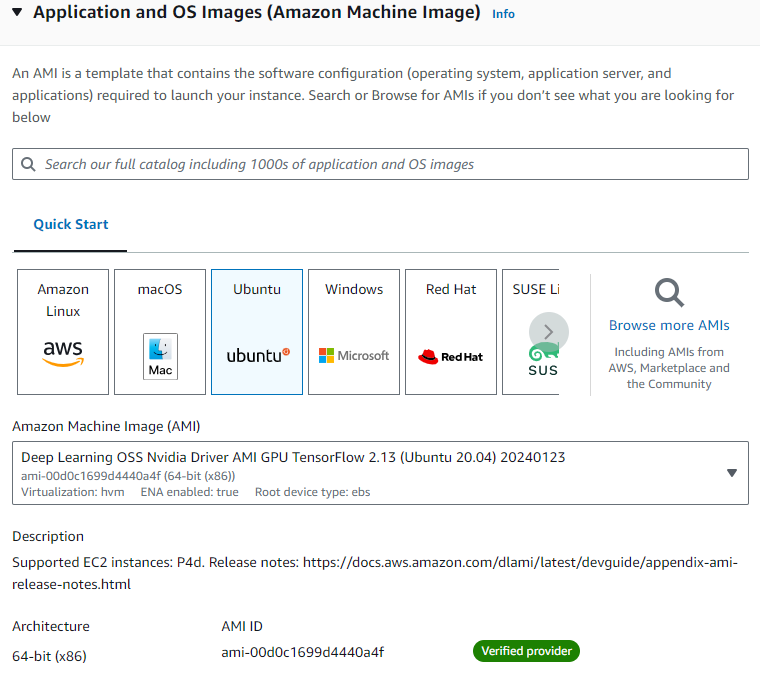 Application and OS Images (Amazon Machine Image) Info
An AMI is a template that contains the software configuration (operating system, application server, and
applications) required to launch your instance. Search or Browse for AMIs if you don't see what you are looking for
below
Search our full catalog including 1000s of application and OS images
Quick Start
Amazon
Linux
aws
macOS
Mac
Ubuntu
ubuntu
Windows
Microsoft
Red Hat
Red Hat
SUSE Li
SUS
Browse more AMIs
Including AMIs from
AWS, Marketplace and
the Community
Amazon Machine Image (AMI)
Deep Learning OSS Nvidia Driver AMI GPU TensorFlow 2.13 (Ubuntu 20.04) 20240123
ami-00d0c1699d4440a4f (64-bit (x86))
Virtualization: hvm ENA enabled: true Root device type: ebs
Description
Supported EC2 instances: P4d. Release notes: https://docs.aws.amazon.com/dlami/latest/devguide/appendix-ami-
release-notes.html
Architecture
64-bit (x86)
AMI ID
ami-00d0c1699d4440a4f
Verified provider